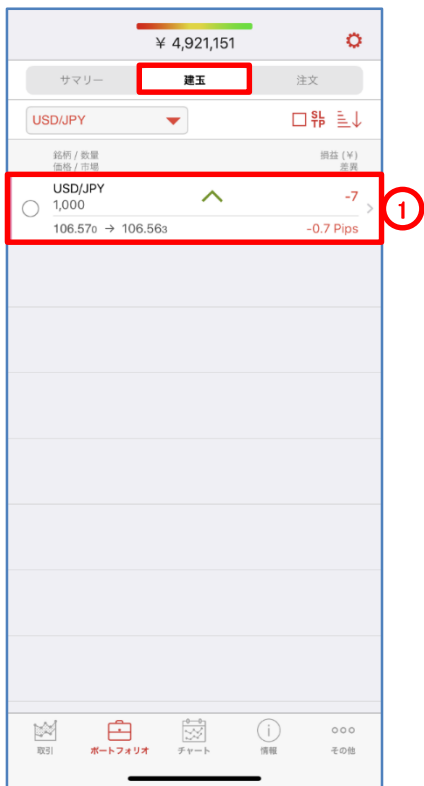 ¥ 4,921,151
サマリー 建玉 注文
USD/JPY SL TP
銘柄 / 数量 損益 (¥)
価格 / 市場 差異
USD/JPY
1,000 -7
106.570 → 106.563 -0.7 Pips
1
取引 ポートフォリオ チャート 情報 その他